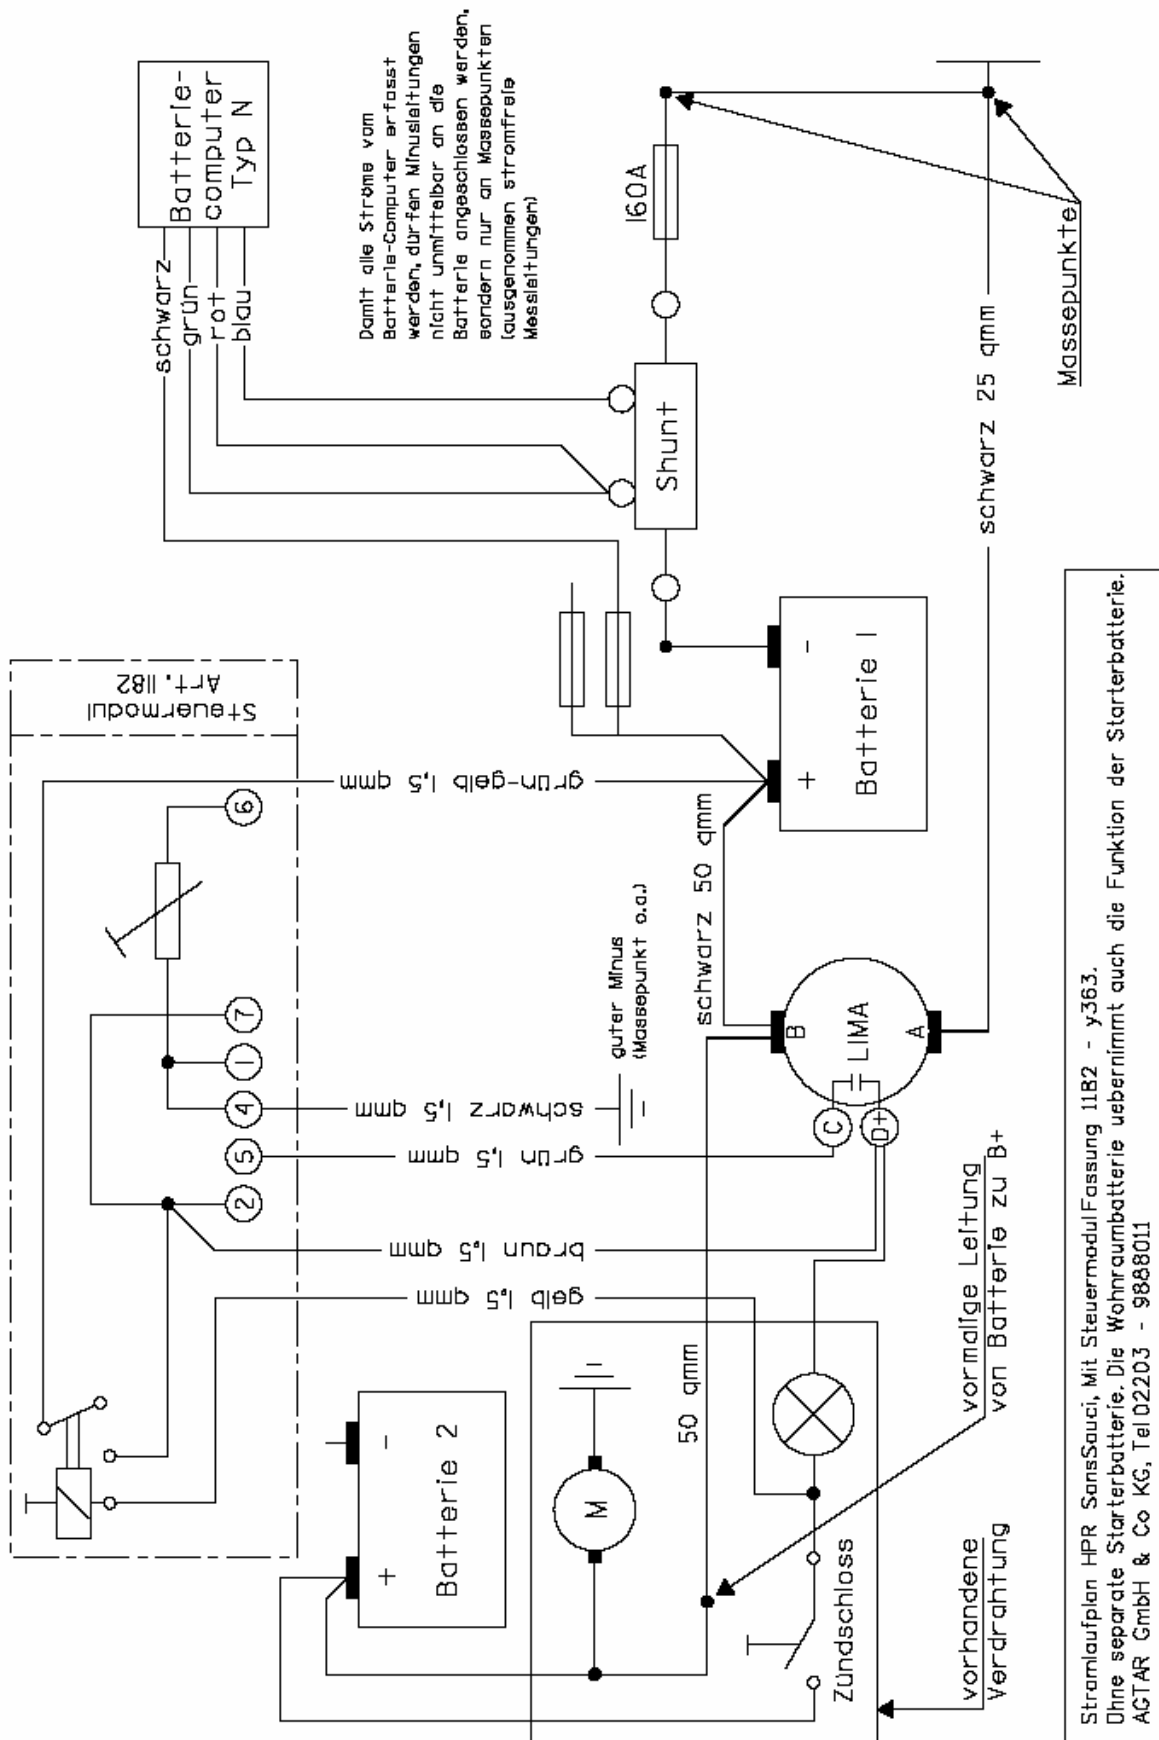 Batterie-
computer
Typ N
schwarz
grün
rot
blau
Damit alle Ströme vom
Batterie-Computer erfasst
werden, dürfen Minusleitungen
nicht unmittelbar an die
Batterie angeschlossen werden,
sondern nur an Massepunkten
(ausgenommen stromfreie
Messleitungen)
160A
Shunt
Massepunkte
schwarz 25 qmm
Steuermodul
Art. 1182
6
7
1
4
5
2
grün-gelb 1,5 qmm
schwarz 1,5 qmm
grün 1,5 qmm
braun 1,5 qmm
gelb 1,5 qmm
guter Minus
(Massepunkt o.a.)
schwarz 50 qmm
+ -
Batterie 1
B
LIMA
A
C
D+
+ -
Batterie 2
M
50 qmm
Zündschloss
vormalige Leitung
von Batterie zu B+
vorhandene
Verdrahtung
Stromlaufplan HPR SansSouci, Mit Steuermodul Fassung 11B2 - y363.
Ohne separate Starterbatterie. Die Wohnraumbatterie uebernimmt auch die Funktion der Starterbatterie.
AGTAR GmbH & Co KG, Tel 02203 - 9888011